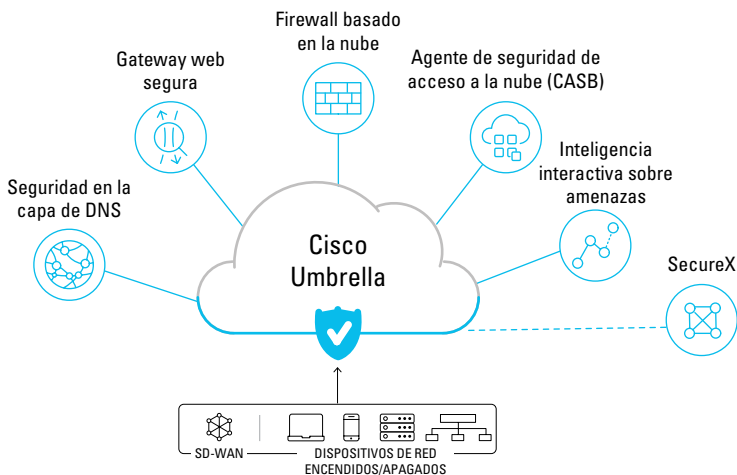 Firewall basado
en la nube
Gateway web
segura
Agente de seguridad de
acceso a la nube (CASB)
Inteligencia
interactiva sobre
amenazas
Seguridad en la
capa de DNS
Cisco
Umbrella
SecureX
SD-WAN
DISPOSITIVOS DE RED
ENCENDIDOS/APAGADOS